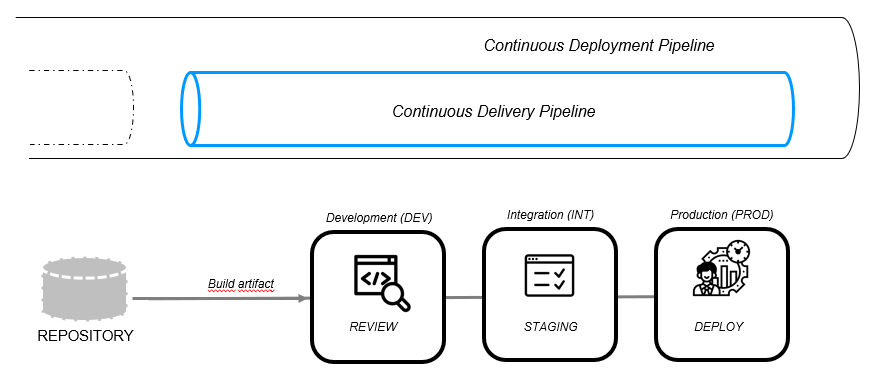 Continuous Deployment Pipeline
Continuous Delivery Pipeline
Development (DEV)
Integration (INT)
Production (PROD)
Build artifact
REVIEW
STAGING
DEPLOY
REPOSITORY